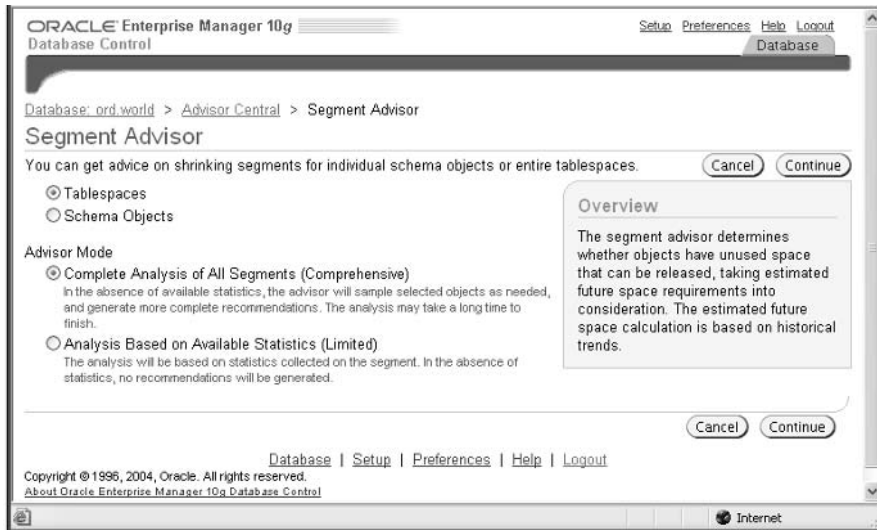 ORACLE Enterprise Manager 10g
Database Control
Setup Preferences Help Logout
Database
Database: ord.world > Advisor Central > Segment Advisor
Segment Advisor
You can get advice on shrinking segments for individual schema objects or entire tablespaces.
Cancel Continue
Tablespaces
Schema Objects
Advisor Mode
Complete Analysis of All Segments (Comprehensive)
In the absence of available statistics, the advisor will sample selected objects as needed,
and generate more complete recommendations. The analysis may take a long time to
finish.
Analysis Based on Available Statistics (Limited)
The analysis will be based on statistics collected on the segment. In the absence of
statistics, no recommendations will be generated.
Overview
The segment advisor determines
whether objects have unused space
that can be released, taking estimated
future space requirements into
consideration. The estimated future
space calculation is based on historical
trends.
Cancel Continue
Database | Setup | Preferences | Help | Logout
Copyright © 1996, 2004, Oracle. All rights reserved.
About Oracle Enterprise Manager 10g Database Control
Internet